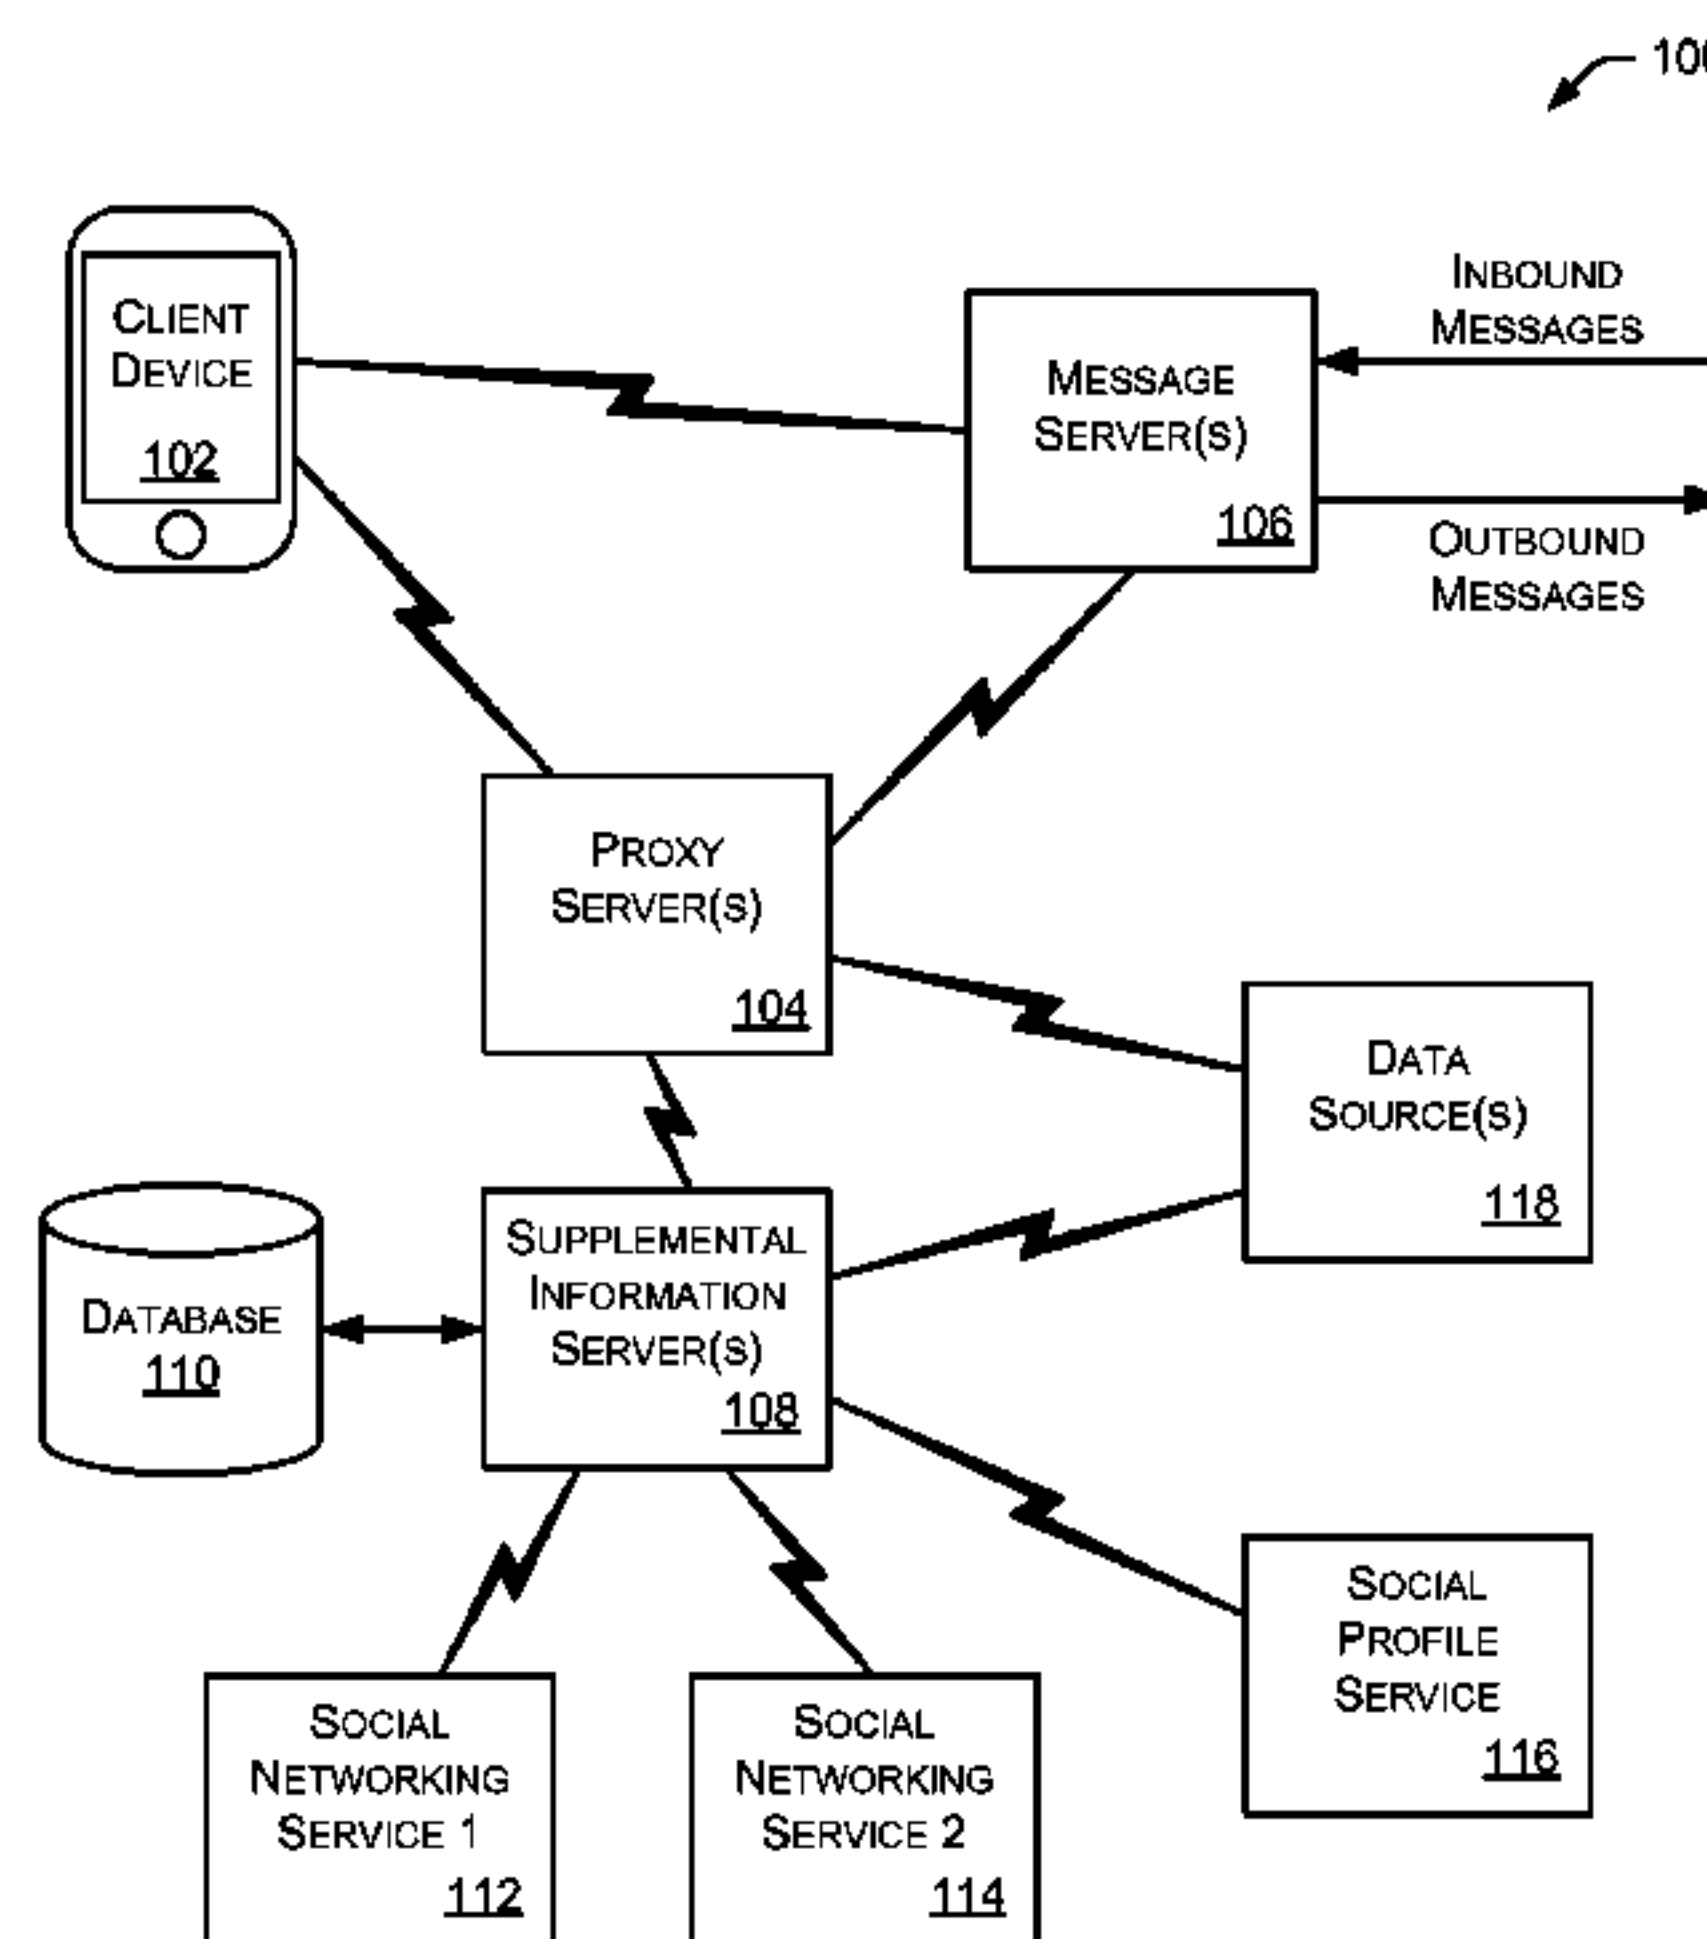 100
CLIENT
DEVICE
102
MESSAGE
SERVER(S)
106
INBOUND
MESSAGES
OUTBOUND
MESSAGES
PROXY
SERVER(S)
104
DATA
SOURCE(S)
118
DATABASE
110
SUPPLEMENTAL
INFORMATION
SERVER(S)
108
SOCIAL
PROFILE
SERVICE
116
SOCIAL
NETWORKING
SERVICE 1
112
SOCIAL
NETWORKING
SERVICE 2
114